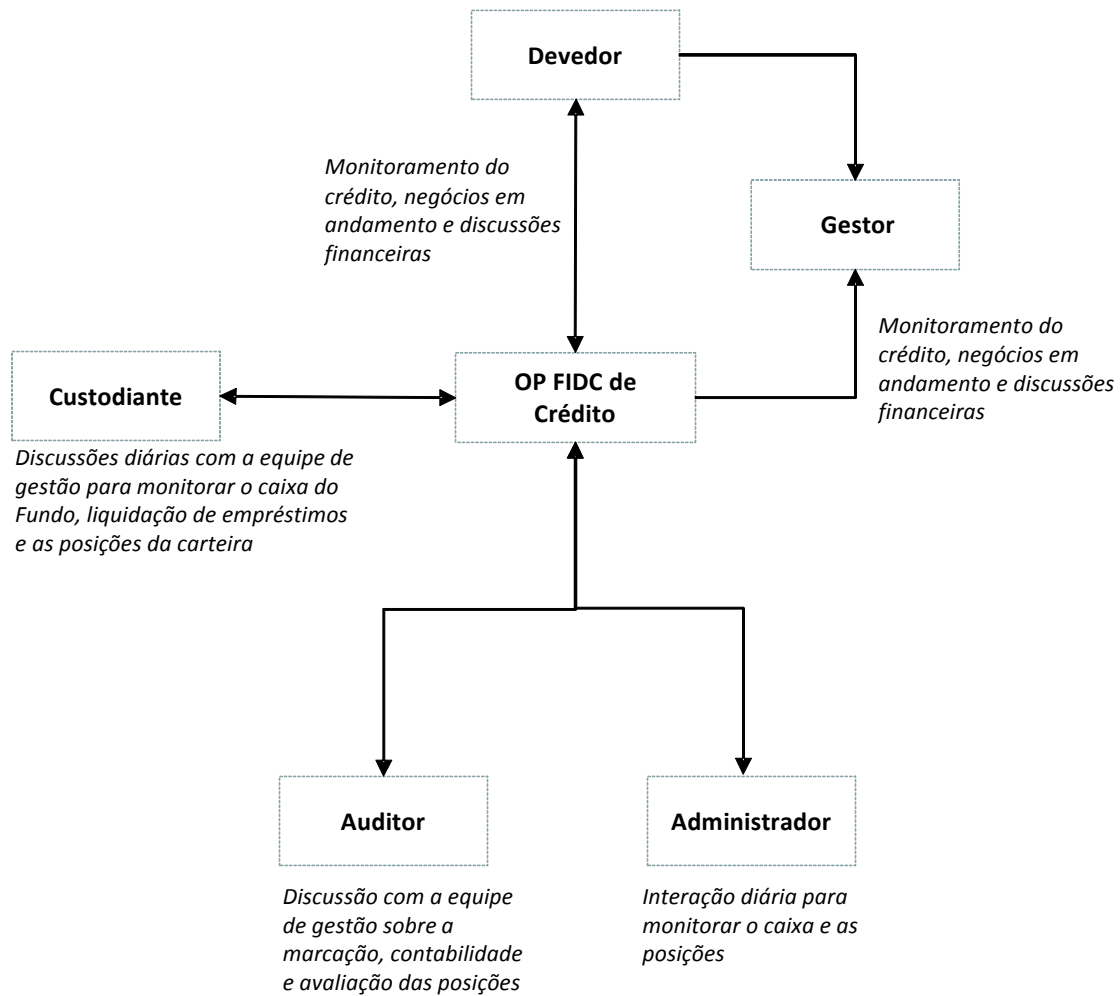 Devedor
Monitoramento do
crédito, negócios em
andamento e discussões
financeiras
Gestor
Monitoramento do
crédito, negócios em
andamento e discussões
financeiras
OP FIDC de
Crédito
Custodiante
Discussões diárias com a equipe de
gestão para monitorar o caixa do
Fundo, liquidação de empréstimos
e as posições da carteira
Auditor
Discussão com a equipe
de gestão sobre a
marcação, contabilidade
e avaliação das posições
Administrador
Interação diária para
monitorar o caixa e as
posições